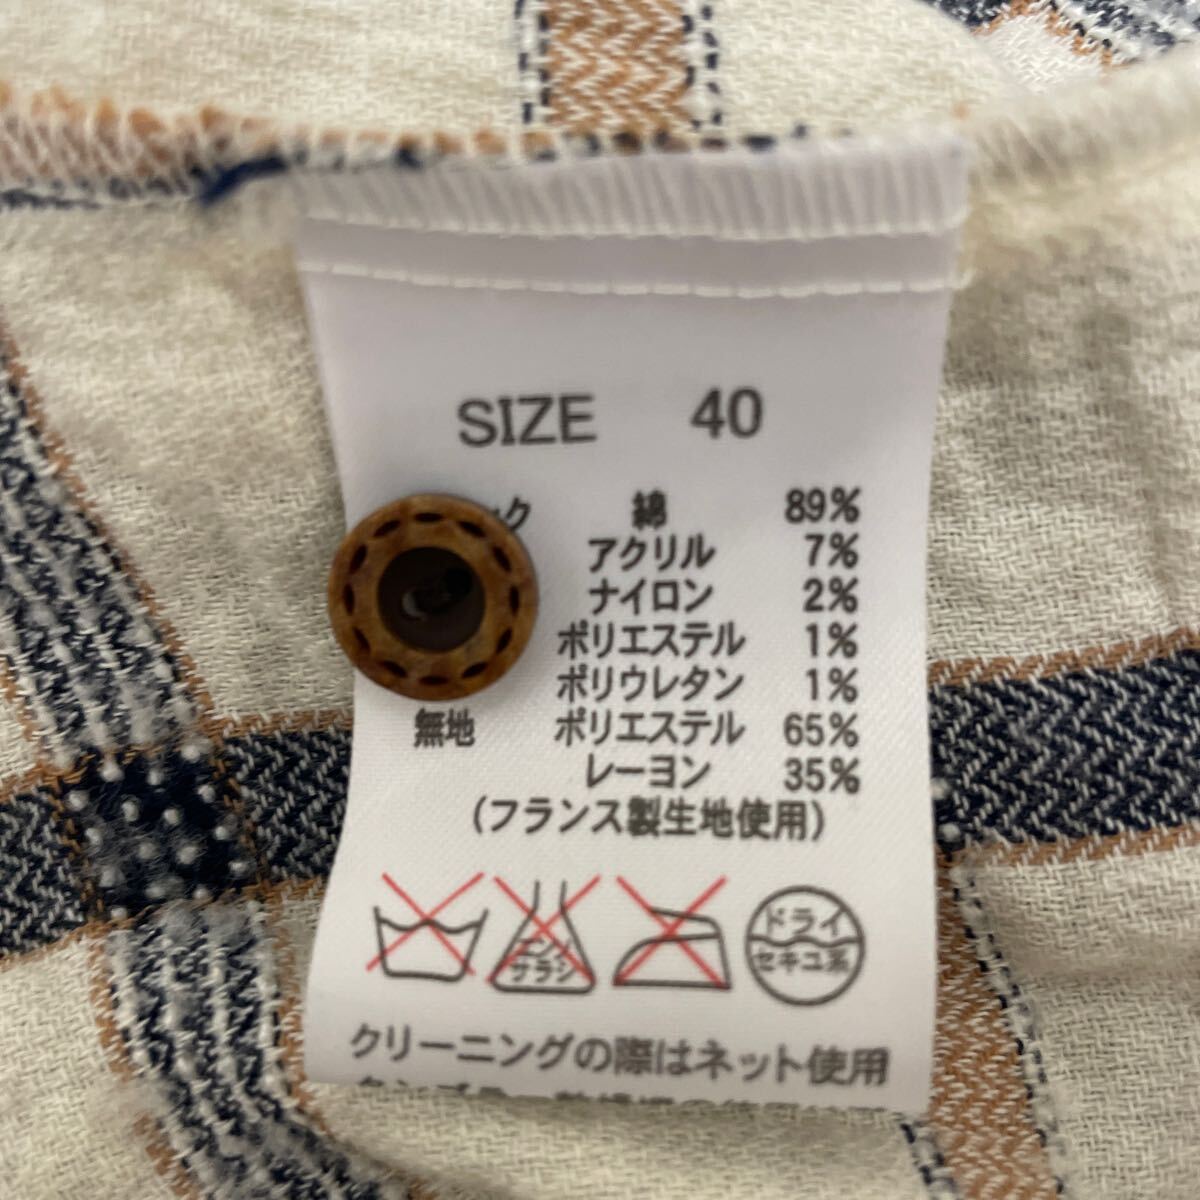 SIZE 40
綿 89%
アクリル 7%
ナイロン 2%
ポリエステル 1%
ポリウレタン 1%
無地 ポリエステル 65%
レーヨン 35%
(フランス製生地使用)
エンソ サラシ
ドライ
セキユ系
クリーニングの際はネット使用